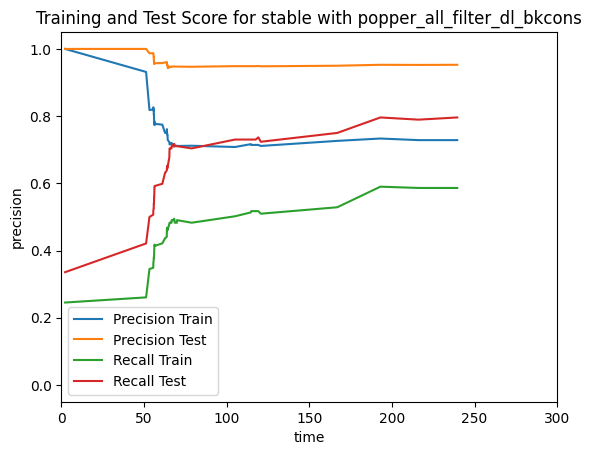 Training and Test Score for stable with popper_all_filter_dl_bkcons
precision
1.0
0.8
0.6
0.4
0.2
0.0
Precision Train
Precision Test
Recall Train
Recall Test
0 50 100 150 200 250 300
time